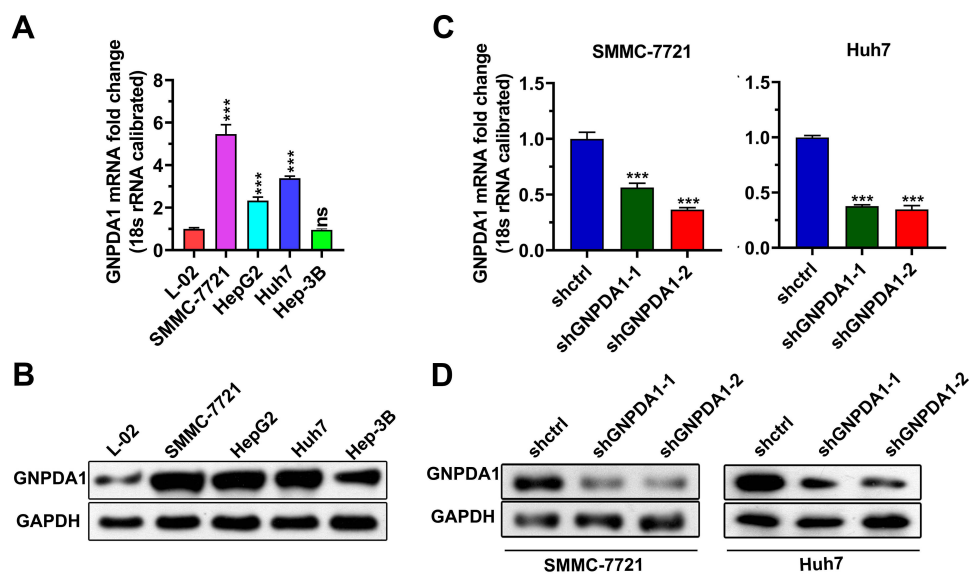 A
GNPDA1 mRNA fold change
(18s rRNA calibrated)
8
6
4
2
0
***
***
***
ns
L-02
SMMC-7721
HepG2
Huh7
Hep-3B
C
SMMC-7721
GNPDA1 mRNA fold change
(18s rRNA calibrated)
1.5
1.0
0.5
0.0
***
***
shctrl
shGNPDA1-1
shGNPDA1-2
Huh7
1.5
1.0
0.5
0.0
***
***
shctrl
shGNPDA1-1
shGNPDA1-2
B
L-02
SMMC-7721
HepG2
Huh7
Hep-3B
GNPDA1
GAPDH
D
shctrl
shGNPDA1-1
shGNPDA1-2
shctrl
shGNPDA1-1
shGNPDA1-2
GNPDA1
GAPDH
SMMC-7721
Huh7